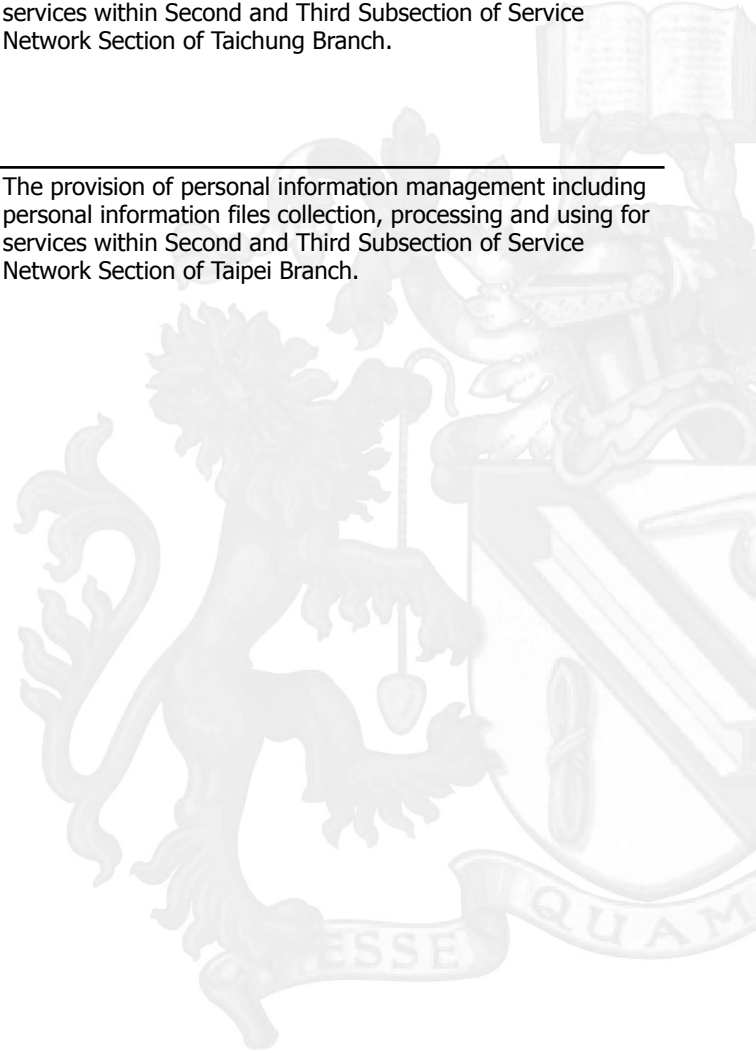 services within Second and Third Subsection of Service
Network Section of Taichung Branch.
The provision of personal information management including
personal information files collection, processing and using for
services within Second and Third Subsection of Service
Network Section of Taipei Branch.
ESSE
QUAM